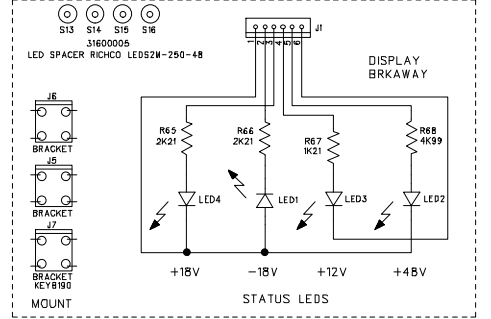 S13 S14 S15 S16
31600005
LED SPACER RICHCO LEDS2M-250-4B
J1
1 2 3 4 5 6
DISPLAY
BRKAWAY
J6
BRACKET
J5
BRACKET
J7
BRACKET
KEY8190
MOUNT
R65
2K21
R66
2K21
R67
1K21
R68
4K99
LED4
LED1
LED3
LED2
+18V -18V +12V +48V
STATUS LEDS